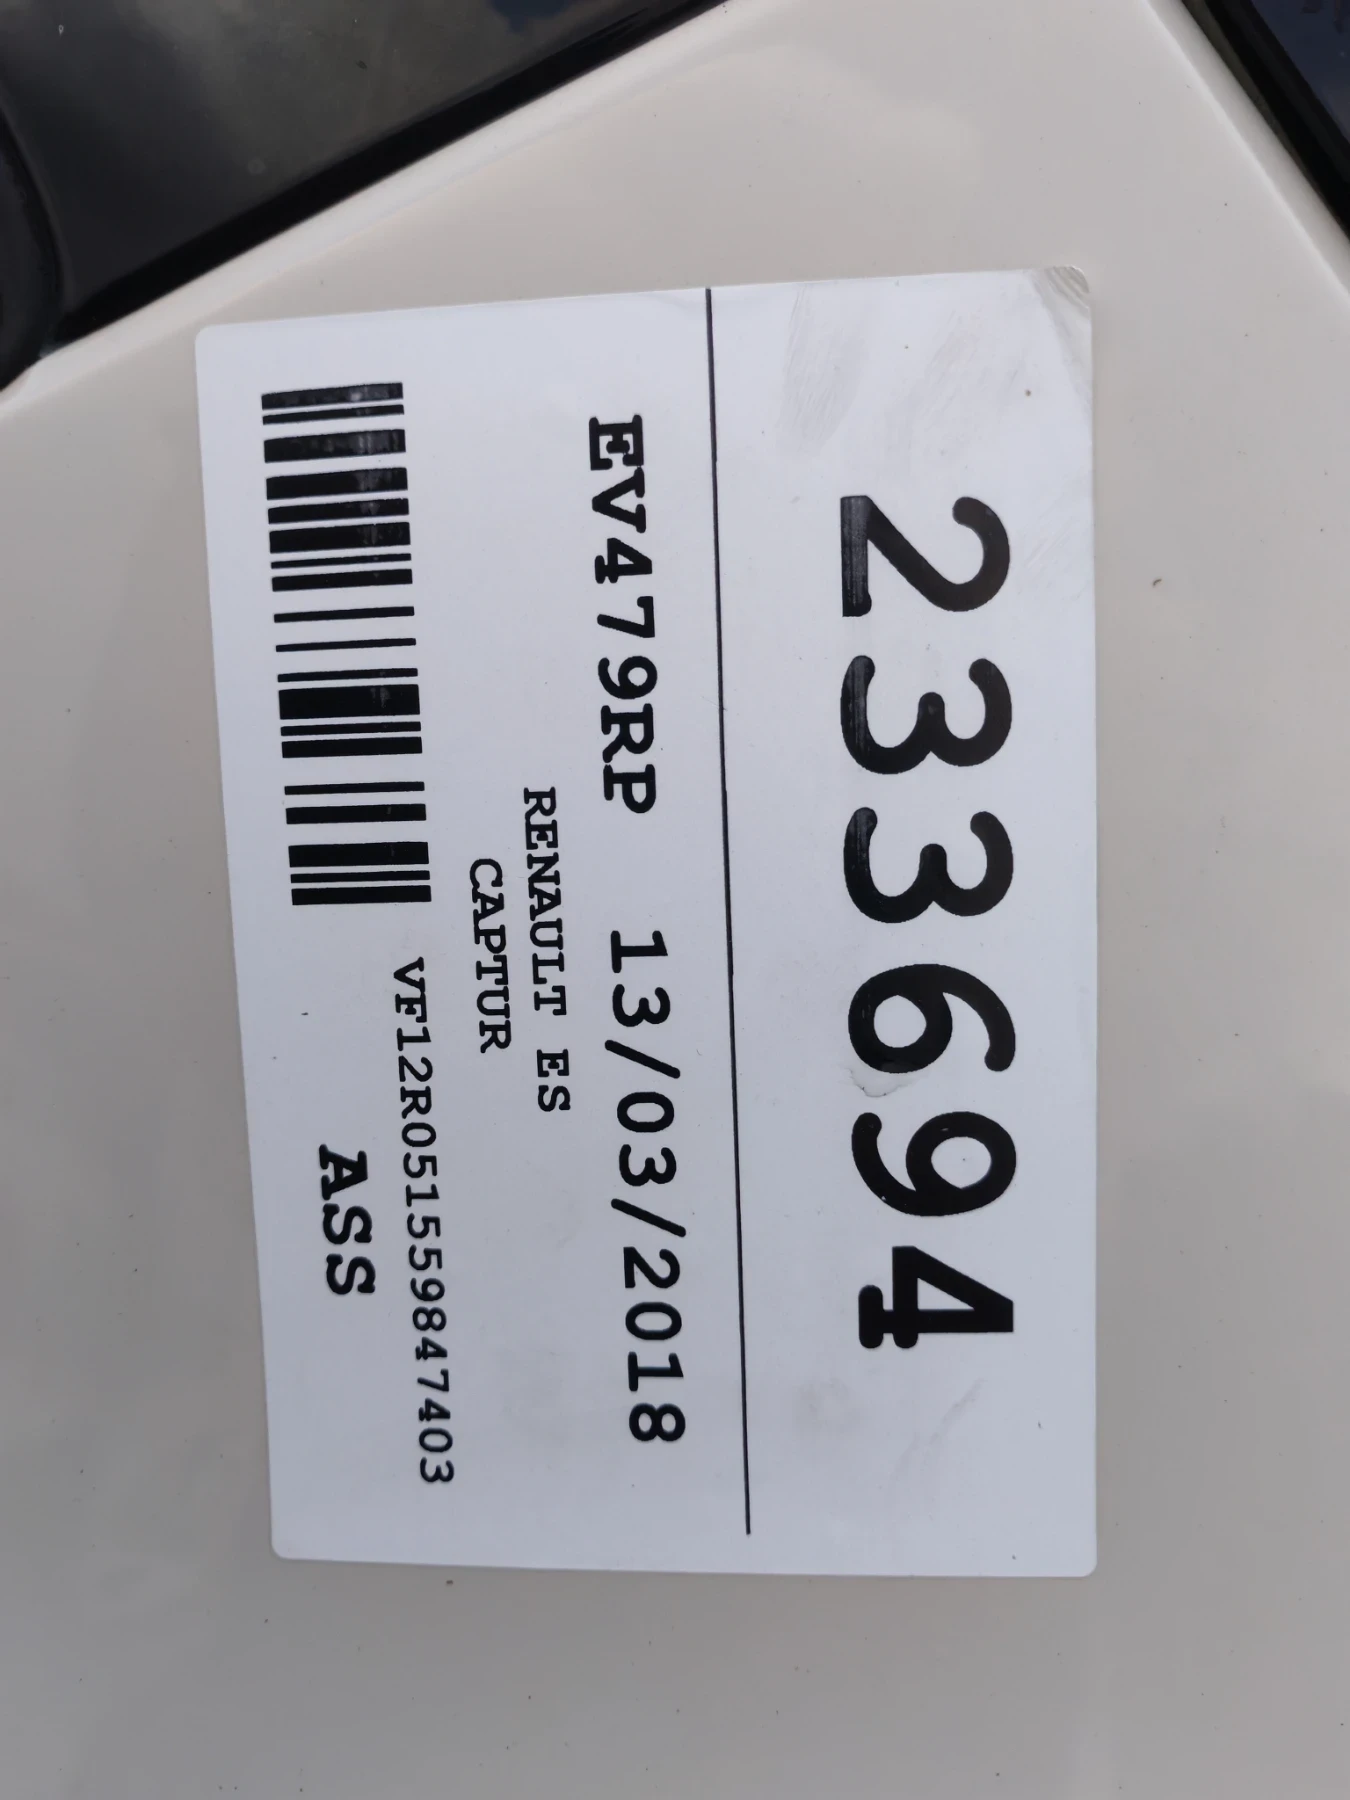 233694
EV479RP 13/03/2018
RENAULT ES
CAPTUR
VF12R051559847403
ASS